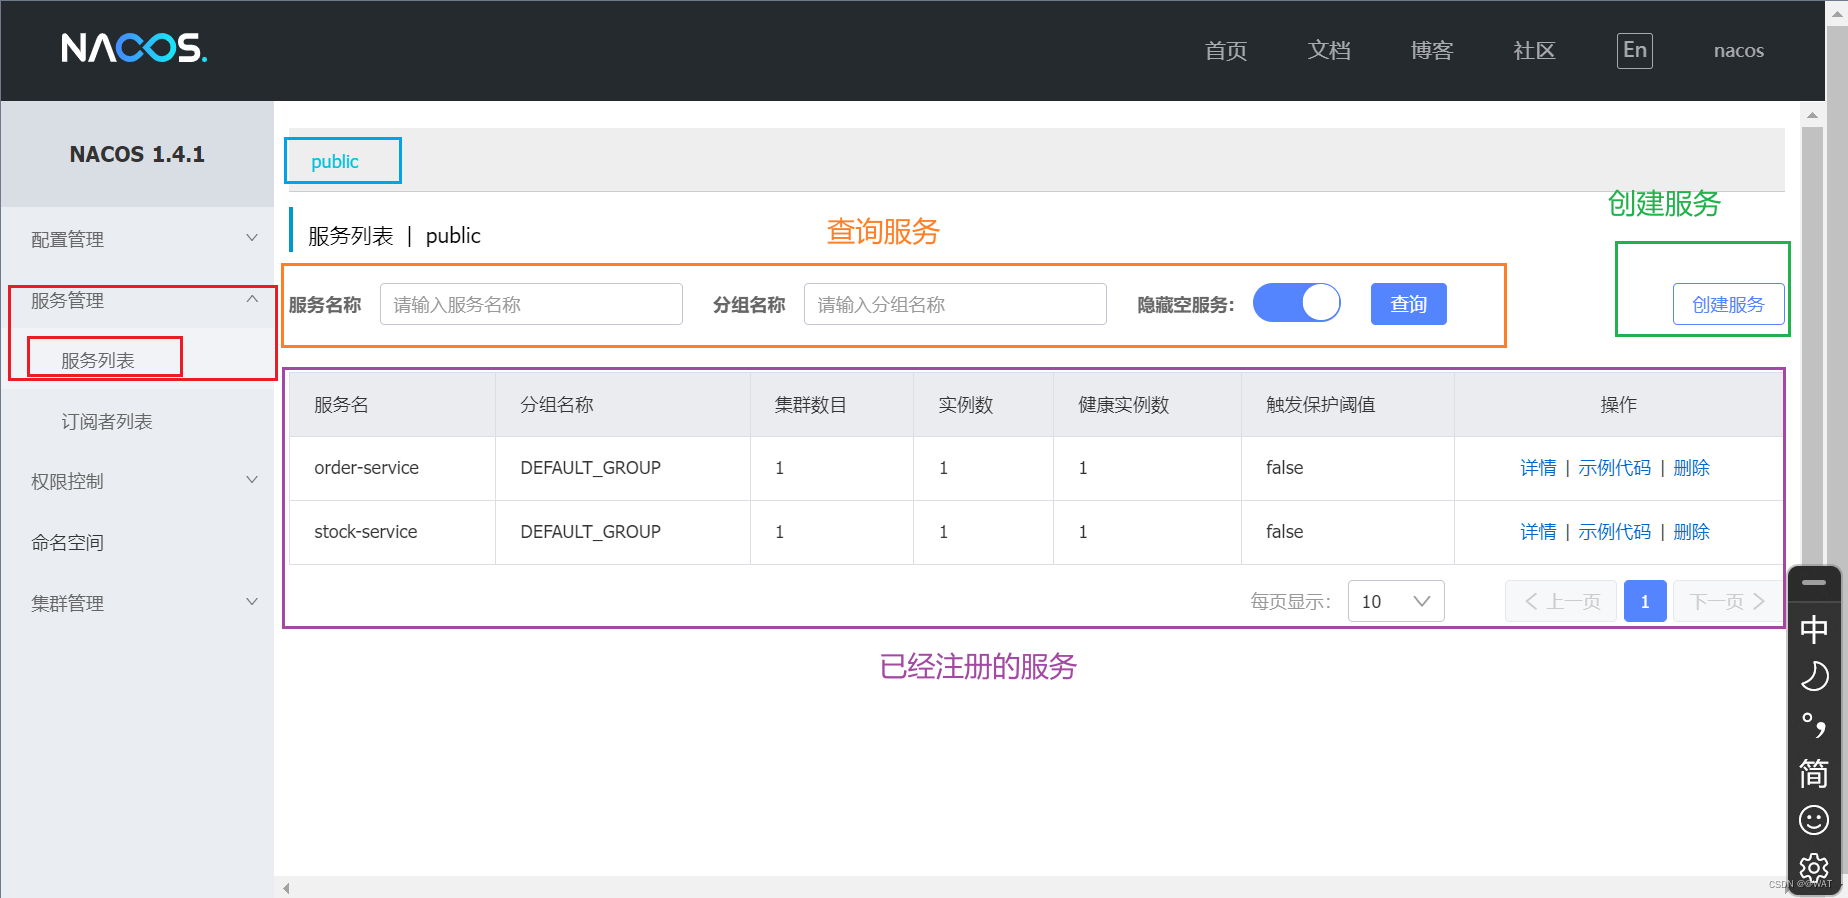 NACOS.
首页 文档 博客 社区 En nacos
NACOS 1.4.1
配置管理
服务管理
服务列表
订阅者列表
权限控制
命名空间
集群管理
public
创建服务
服务列表 | public
查询服务
服务名称 请输入服务名称 分组名称 请输入分组名称 隐藏空服务: 查询 创建服务
服务名 分组名称 集群数目 实例数 健康实例数 触发保护阈值 操作
order-service DEFAULT_GROUP 1 1 1 false 详情 | 示例代码 | 删除
stock-service DEFAULT_GROUP 1 1 1 false 详情 | 示例代码 | 删除
每页显示: 10 上一页 1 下一页
已经注册的服务
中
简
CSDN @@WAT